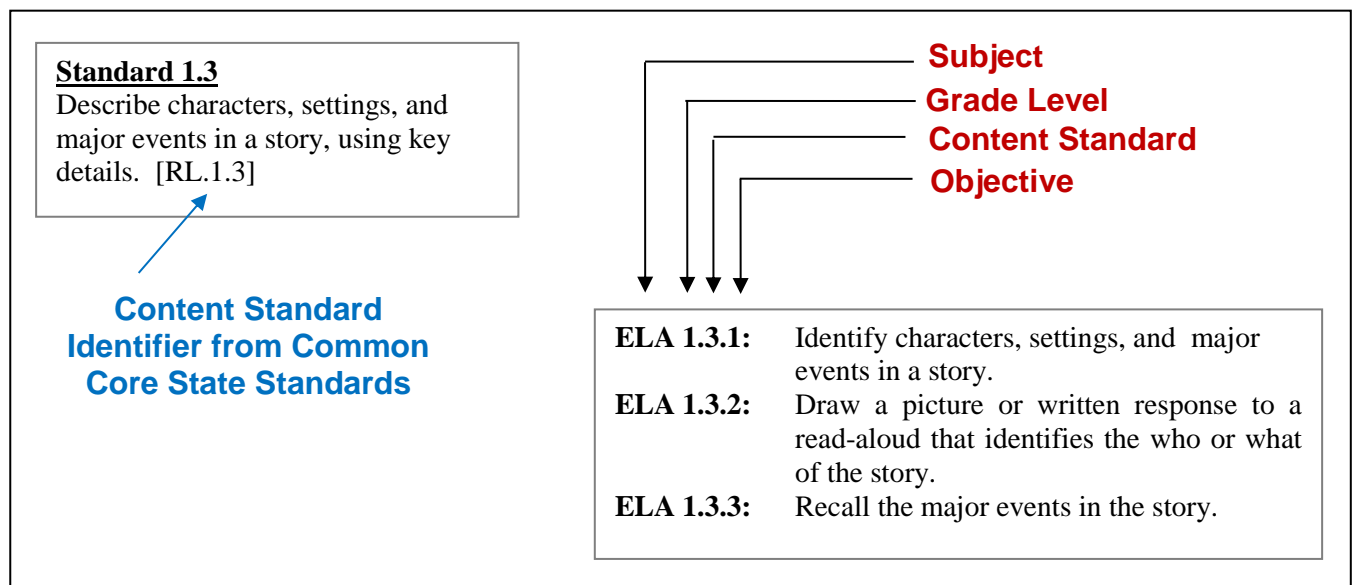 Standard 1.3
Describe characters, settings, and
major events in a story, using key
details. [RL.1.3]
Content Standard
Identifier from Common
Core State Standards
Subject
Grade Level
Content Standard
Objective
ELA 1.3.1: Identify characters, settings, and major
events in a story.
ELA 1.3.2: Draw a picture or written response to a
read-aloud that identifies the who or what
of the story.
ELA 1.3.3: Recall the major events in the story.